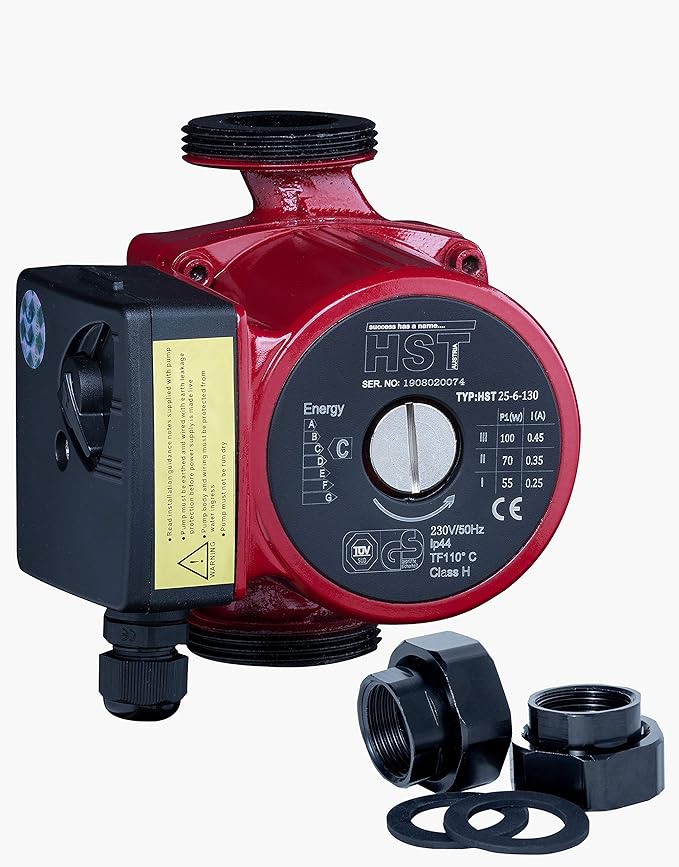 success has a name....
HST
AUSTRIA
SER. NO: 1908020074
TYP:HST 25-6-130
Energy
A
B
C
D
E
F
G
C
P1(W) I(A)
III 100 0.45
II 70 0.35
I 55 0.25
CE
230V/50Hz
Ip44
TF110° C
Class H
TÜV
SÜD
GS
• Read installation guidance notes supplied with pump
• Pump must be earthend and wired with earth leakage
protection before power supply is made live
• Pump body and wiring must be protected from
water ingress
• Pump must not be run dry
WARNING